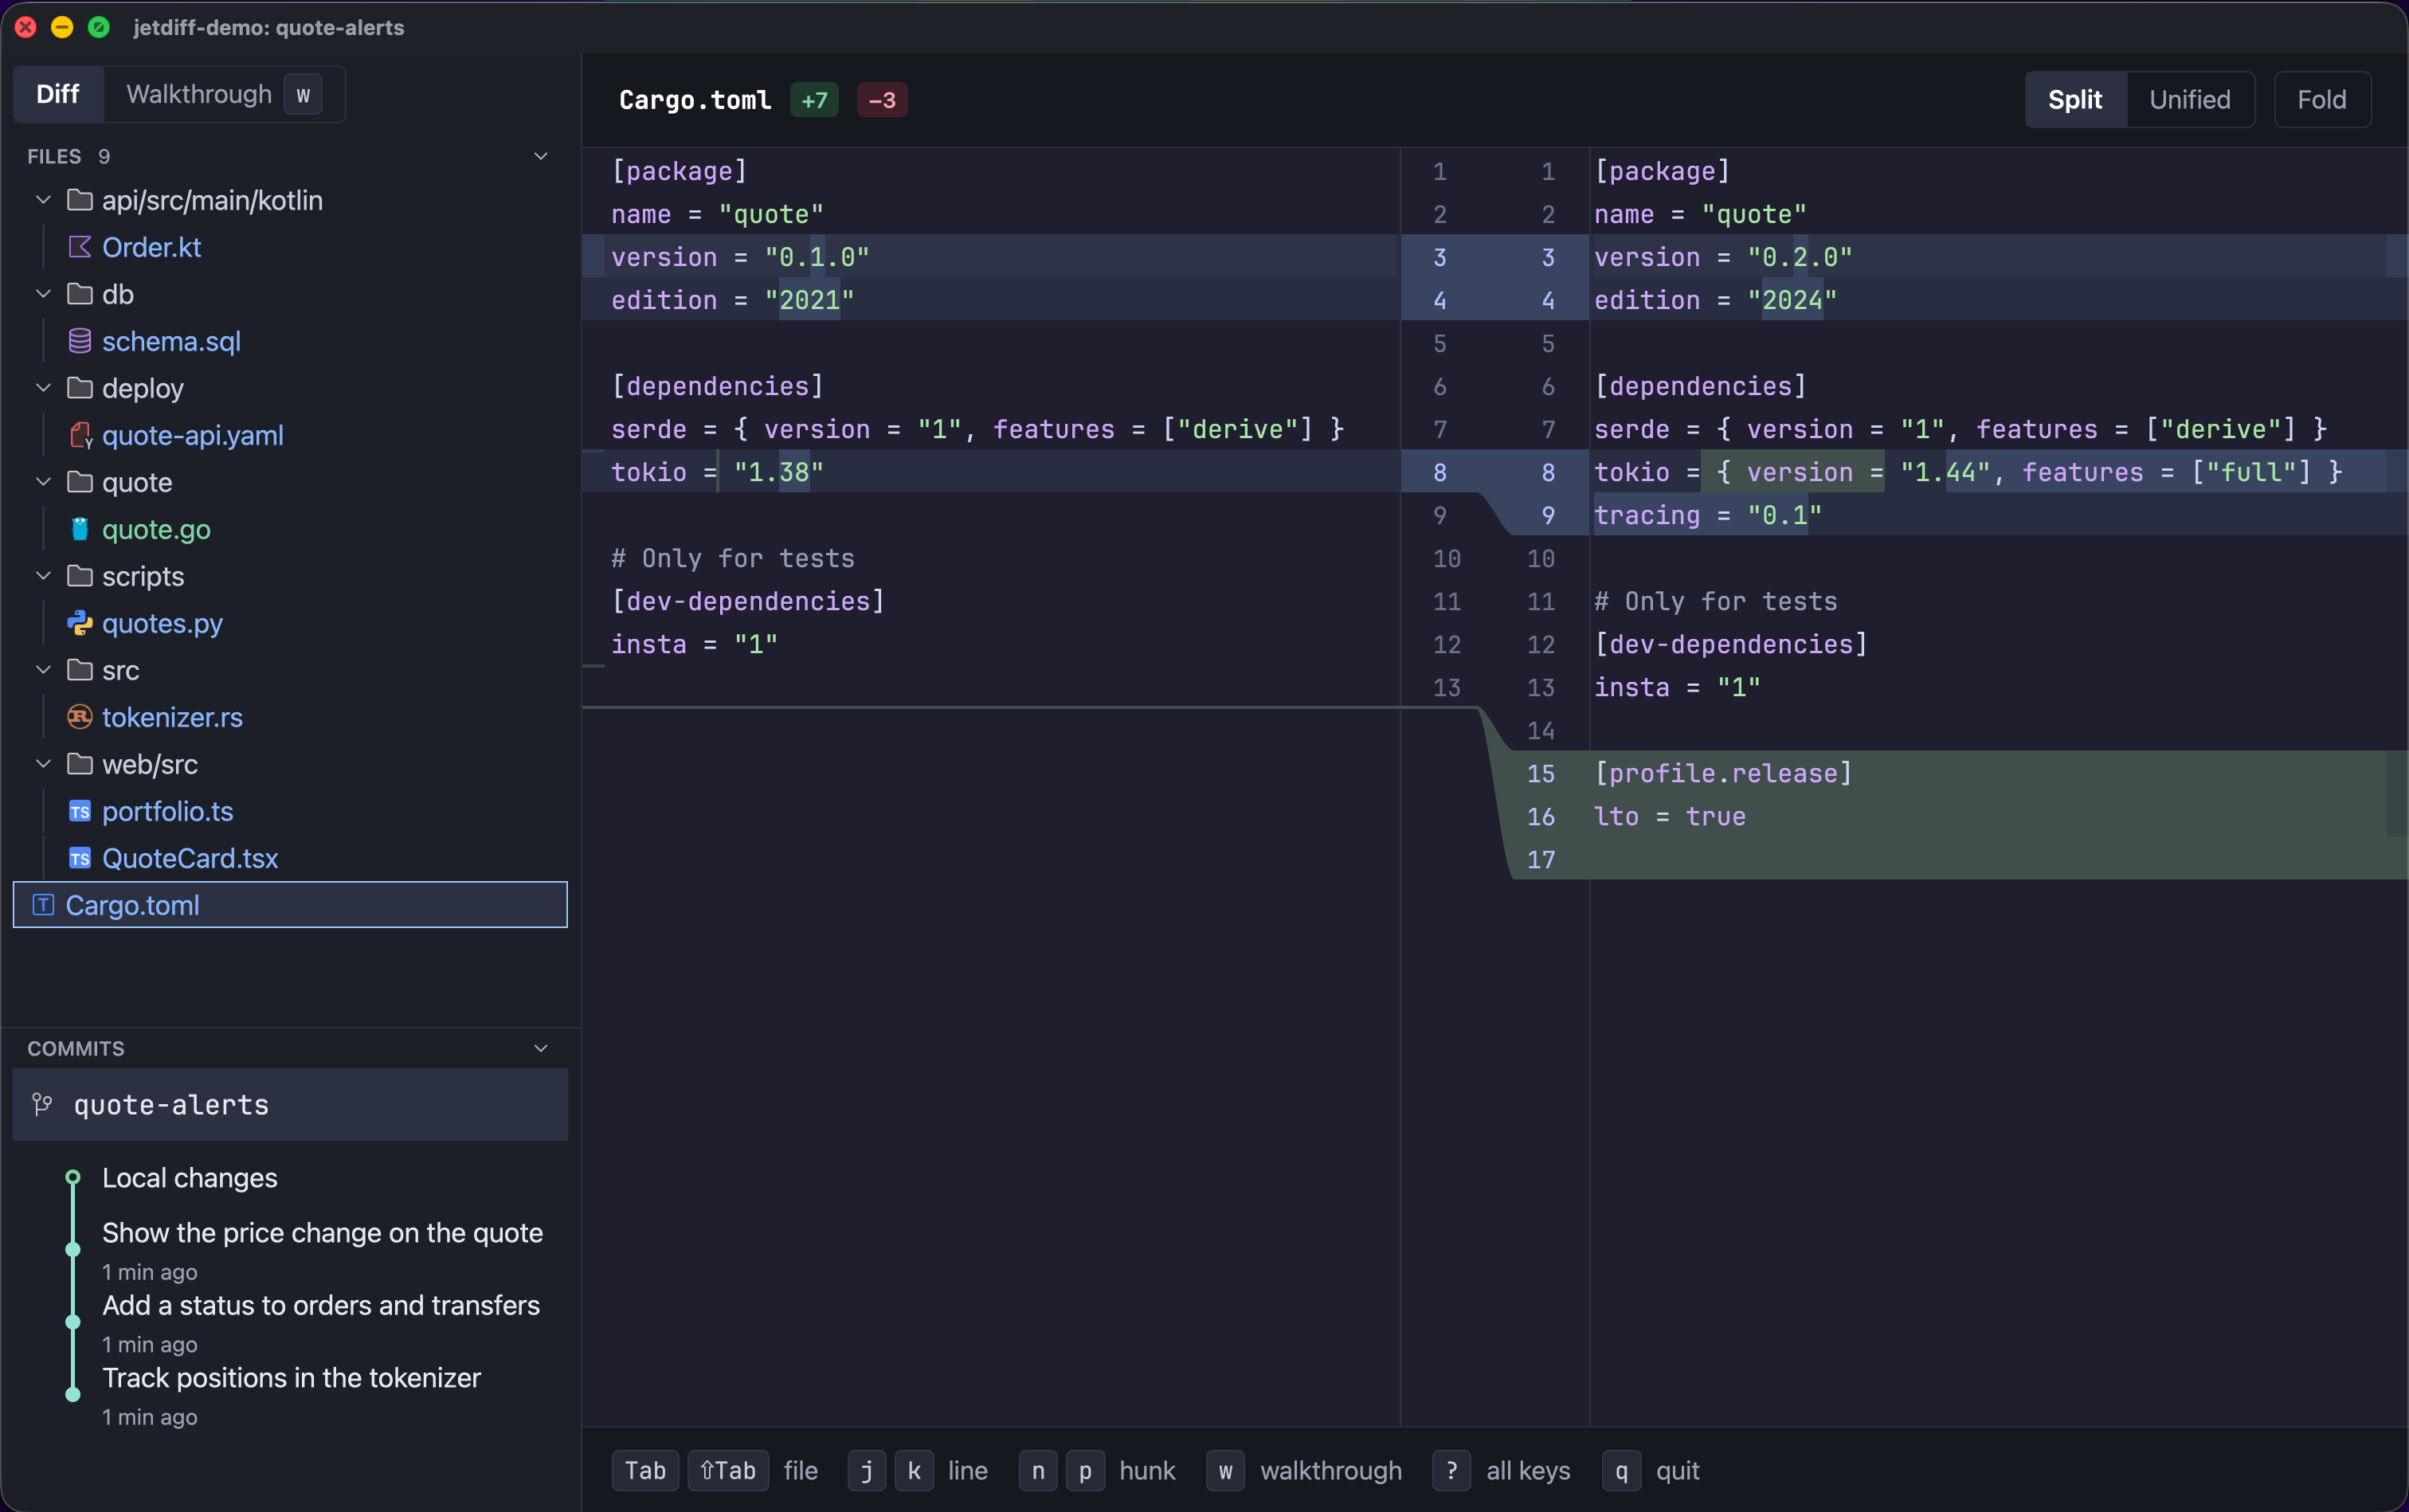 jetdiff-demo: quote-alerts
Diff Walkthrough w
FILES 9
api/src/main/kotlin
Order.kt
db
schema.sql
deploy
quote-api.yaml
quote
quote.go
scripts
quotes.py
src
tokenizer.rs
web/src
TS portfolio.ts
TS QuoteCard.tsx
T Cargo.toml
COMMITS
quote-alerts
Local changes
Show the price change on the quote
1 min ago
Add a status to orders and transfers
1 min ago
Track positions in the tokenizer
1 min ago
Cargo.toml +7 −3
Split Unified Fold
[package] 1
name = "quote" 2
version = "0.1.0" 3
edition = "2021" 4
5
[dependencies] 6
serde = { version = "1", features = ["derive"] } 7
tokio = "1.38" 8
9
# Only for tests 10
[dev-dependencies] 11
insta = "1" 12
13
1 [package]
2 name = "quote"
3 version = "0.2.0"
4 edition = "2024"
5
6 [dependencies]
7 serde = { version = "1", features = ["derive"] }
8 tokio = { version = "1.44", features = ["full"] }
9 tracing = "0.1"
10
11 # Only for tests
12 [dev-dependencies]
13 insta = "1"
14
15 [profile.release]
16 lto = true
17
Tab ⇧Tab file j k line n p hunk w walkthrough ? all keys q quit